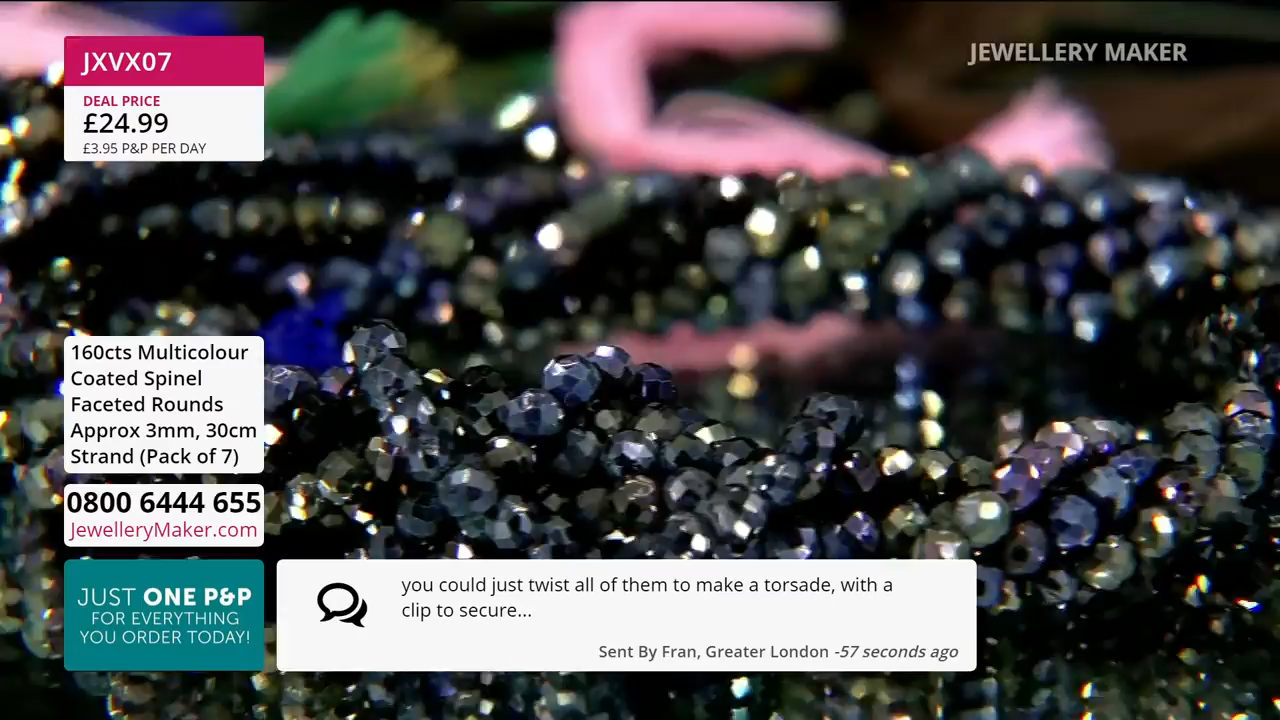 JXVX07
DEAL PRICE
£24.99
£3.95 P&P PER DAY
JEWELLERY MAKER
160cts Multicolour
Coated Spinel
Faceted Rounds
Approx 3mm, 30cm
Strand (Pack of 7)
0800 6444 655
JewelleryMaker.com
JUST ONE P&P
FOR EVERYTHING
YOU ORDER TODAY!
you could just twist all of them to make a torsade, with a
clip to secure...
Sent By Fran, Greater London -57 seconds ago